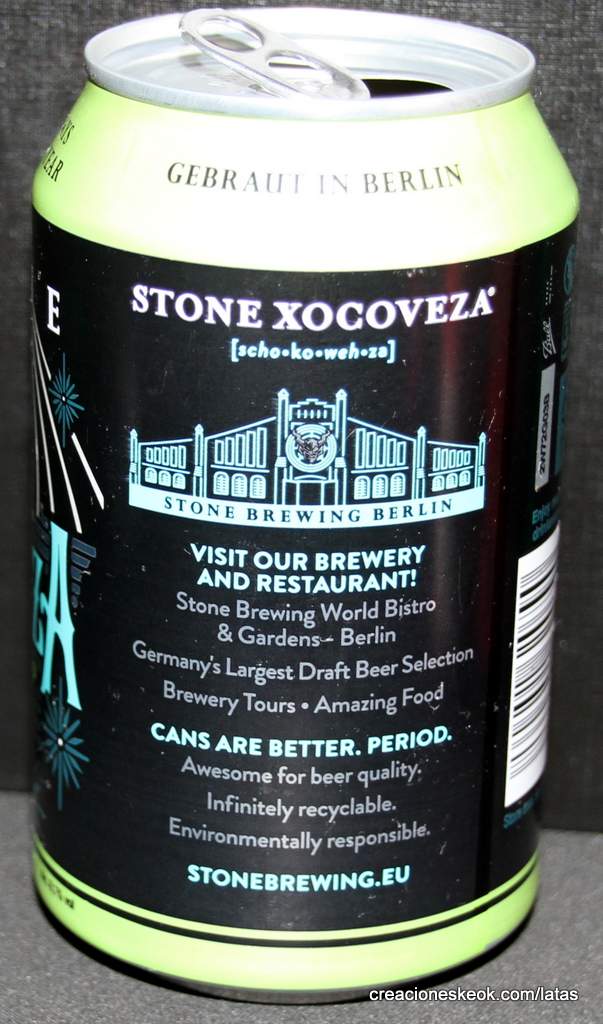 GEBRAUT IN BERLIN
E
STONE XOCOVEZA
[scho•ko•weh•za]
STONE BREWING BERLIN
VISIT OUR BREWERY
AND RESTAURANT!
Stone Brewing World Bistro
& Gardens - Berlin
Germany's Largest Draft Beer Selection
Brewery Tours • Amazing Food
CANS ARE BETTER. PERIOD.
Awesome for beer quality.
Infinitely recyclable.
Environmentally responsible.
STONEBREWING.EU
A
Ball
Enjoy
creacioneskeok.com/latas